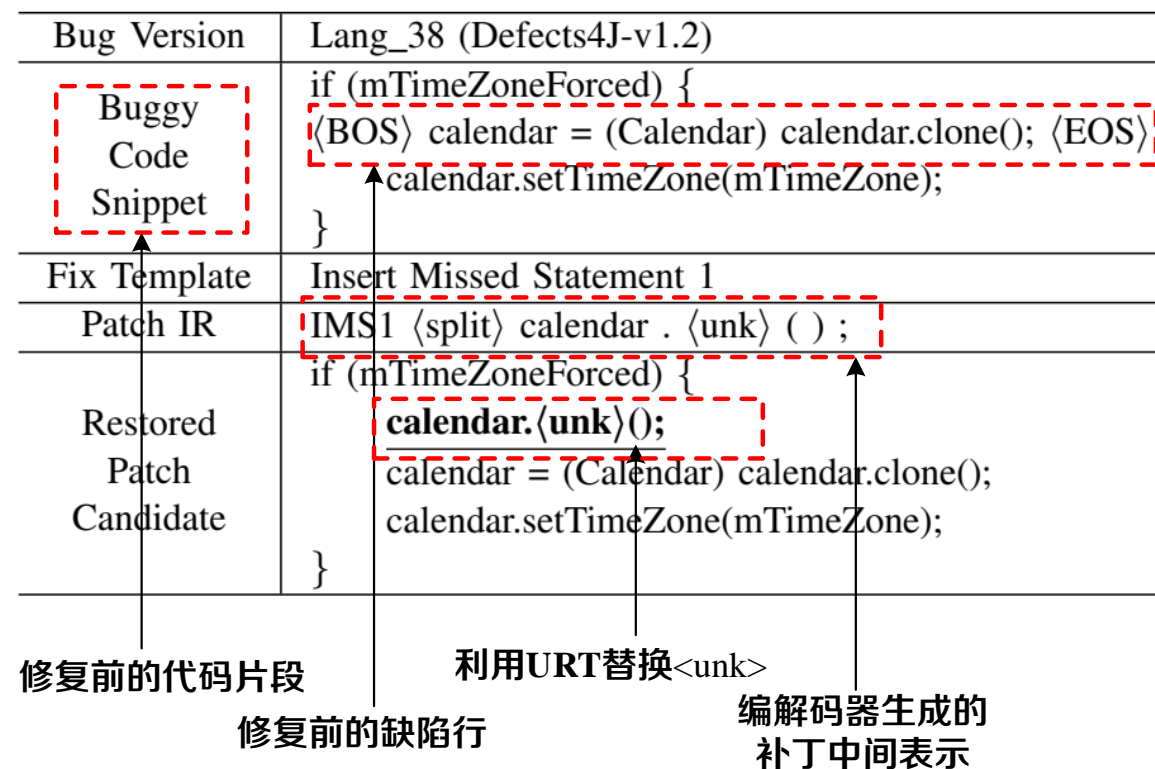 Bug Version
Lang_38 (Defects4J-v1.2)
Buggy
Code
Snippet
if (mTimeZoneForced) {
⟨BOS⟩ calendar = (Calendar) calendar.clone(); ⟨EOS⟩
calendar.setTimeZone(mTimeZone);
}
Fix Template
Insert Missed Statement 1
Patch IR
IMS1 ⟨split⟩ calendar . ⟨unk⟩ ( ) ;
Restored
Patch
Candidate
if (mTimeZoneForced) {
calendar.⟨unk⟩();
calendar = (Calendar) calendar.clone();
calendar.setTimeZone(mTimeZone);
}
修复前的代码片段
利用URT替换<unk>
修复前的缺陷行
编解码器生成的
补丁中间表示